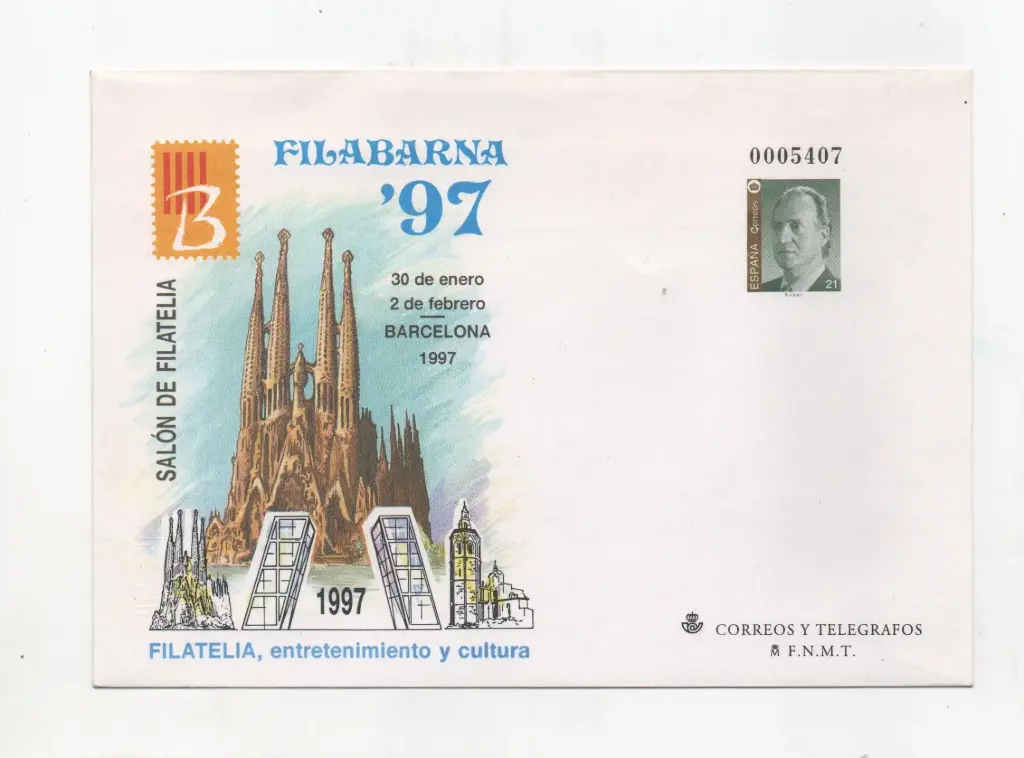 B
FILABARNA
'97
30 de enero
2 de febrero
BARCELONA
1997
SALÓN DE FILATELIA
1997
FILATELIA, entretenimiento y cultura
0005407
ESPAÑA Correos
21
CORREOS Y TELEGRAFOS
F.N.M.T.